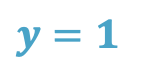 y = 1